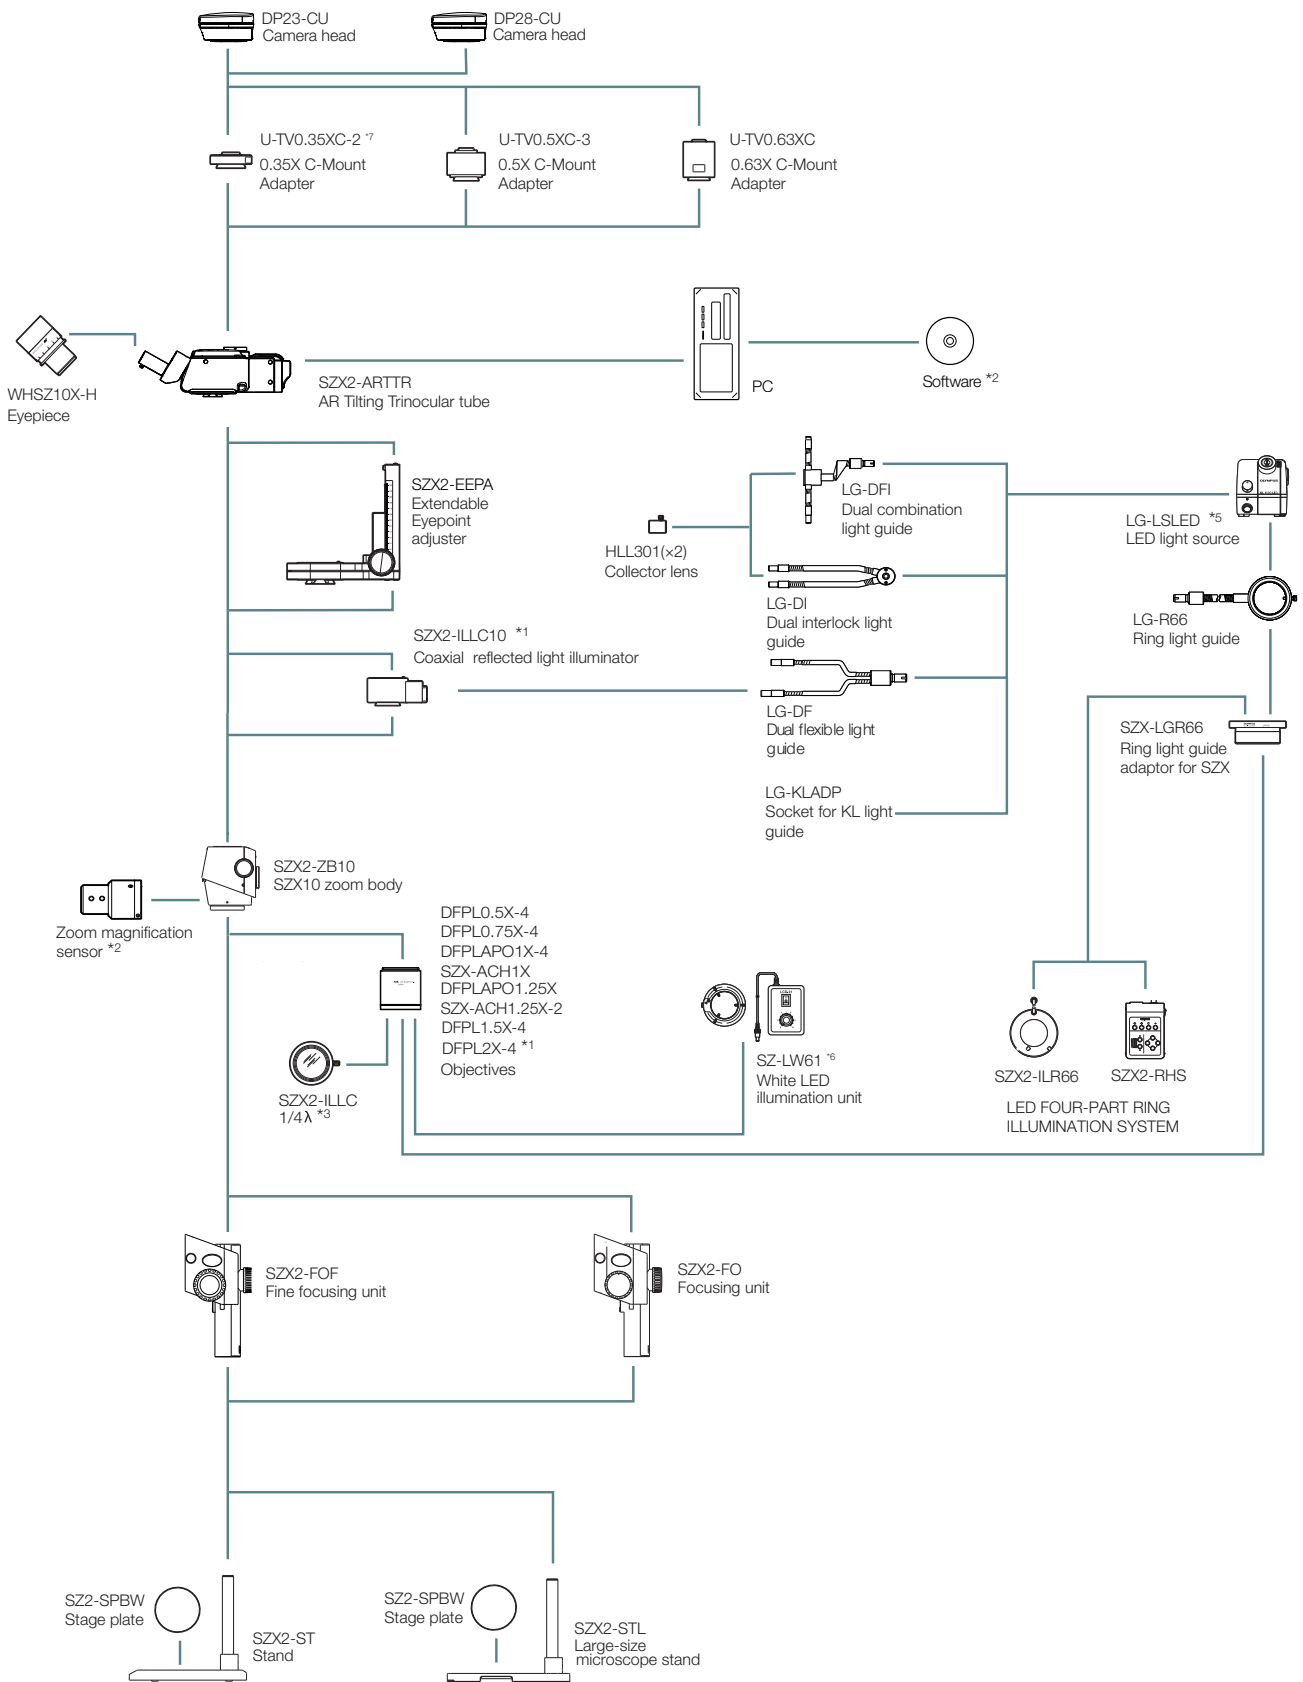 DP23-CU
Camera head
DP28-CU
Camera head
U-TV0.35XC-2 *7
0.35X C-Mount
Adapter
U-TV0.5XC-3
0.5X C-Mount
Adapter
U-TV0.63XC
0.63X C-Mount
Adapter
WHSZ10X-H
Eyepiece
SZX2-ARTTR
AR Tilting Trinocular tube
PC
Software *2
SZX2-EEPA
Extendable
Eyepoint
adjuster
HLL301(×2)
Collector lens
LG-DFI
Dual combination
light guide
OLYMPUS
LG-LSLED *5
LED light source
LG-DI
Dual interlock light
guide
LG-R66
Ring light guide
SZX2-ILLC10 *1
Coaxial reflected light illuminator
LG-DF
Dual flexible light
guide
SZX-LGR66
Ring light guide
adaptor for SZX
LG-KLADP
Socket for KL light
guide
SZX2-ZB10
SZX10 zoom body
Zoom magnification
sensor *2
DFPL0.5X-4
DFPL0.75X-4
DFPLAPO1X-4
SZX-ACH1X
DFPLAPO1.25X
SZX-ACH1.25X-2
DFPL1.5X-4
DFPL2X-4 *1
Objectives
SZX2-ILLC
1/4λ *3
SZ-LW61 *6
White LED
illumination unit
SZX2-ILR66
SZX2-RHS
LED FOUR-PART RING
ILLUMINATION SYSTEM
SZX2-FOF
Fine focusing unit
SZX2-FO
Focusing unit
SZ2-SPBW
Stage plate
SZX2-ST
Stand
SZ2-SPBW
Stage plate
SZX2-STL
Large-size
microscope stand